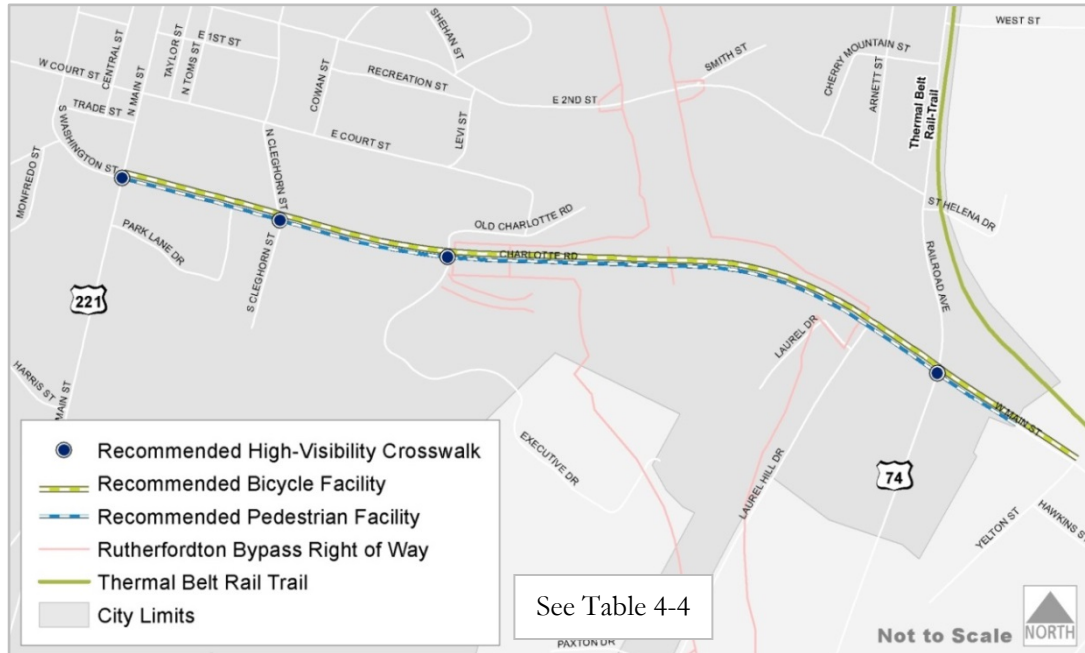 WEST ST
SHEHAN ST
E 1ST ST
TAYLOR ST
CENTRAL ST
N MAIN ST
N TOMS ST
W COURT ST
COWAN ST
RECREATION ST
SMITH ST
CHERRY MOUNTAIN ST
ARNETT ST
TRADE ST
E 2ND ST
Thermal Belt
Rail-Trail
S WASHINGTON ST
N CLEGHORN ST
E COURT ST
LEVI ST
MONFREDO ST
ST HELENA DR
OLD CHARLOTTE RD
PARK LANE DR
S CLEGHORN ST
CHARLOTTE RD
RAILROAD AVE
221
LAUREL DR
HARRIS ST
MAIN ST
W MAIN ST
EXECUTIVE DR
LAUREL HILL DR
74
YELTON ST
HAWKINS ST
PAXTON DR
Recommended High-Visibility Crosswalk
Recommended Bicycle Facility
Recommended Pedestrian Facility
Rutherfordton Bypass Right of Way
Thermal Belt Rail Trail
City Limits
See Table 4-4
Not to Scale
NORTH